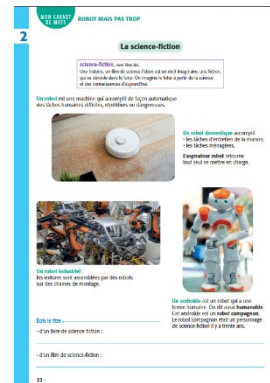 MON CARNET
DE MOTS
ROBOT MAIS PAS TROP
2
La science-fiction
science-fiction, nom féminin.
Une histoire, un film de science-fiction est un récit imaginaire, une fiction,
qui se déroule dans le futur. On imagine le futur à partir de la science
et des connaissances d'aujourd'hui.
Un robot est une machine qui accomplit de façon automatique
des tâches humaines difficiles, répétitives ou dangereuses.
Un robot domestique accomplit
• les tâches d'entretien de la maison,
• les tâches ménagères.
L'aspirateur robot retourne
tout seul se mettre en charge.
Un robot industriel :
les voitures sont assemblées par des robots
sur des chaînes de montage.
Un androïde est un robot qui a une
forme humaine. On dit aussi humanoïde.
Cet androïde est un robot compagnon.
Le robot compagnon était un personnage
de science-fiction il y a trente ans.
Écris le titre
• d'un livre de science-fiction :
• d'un film de science-fiction :